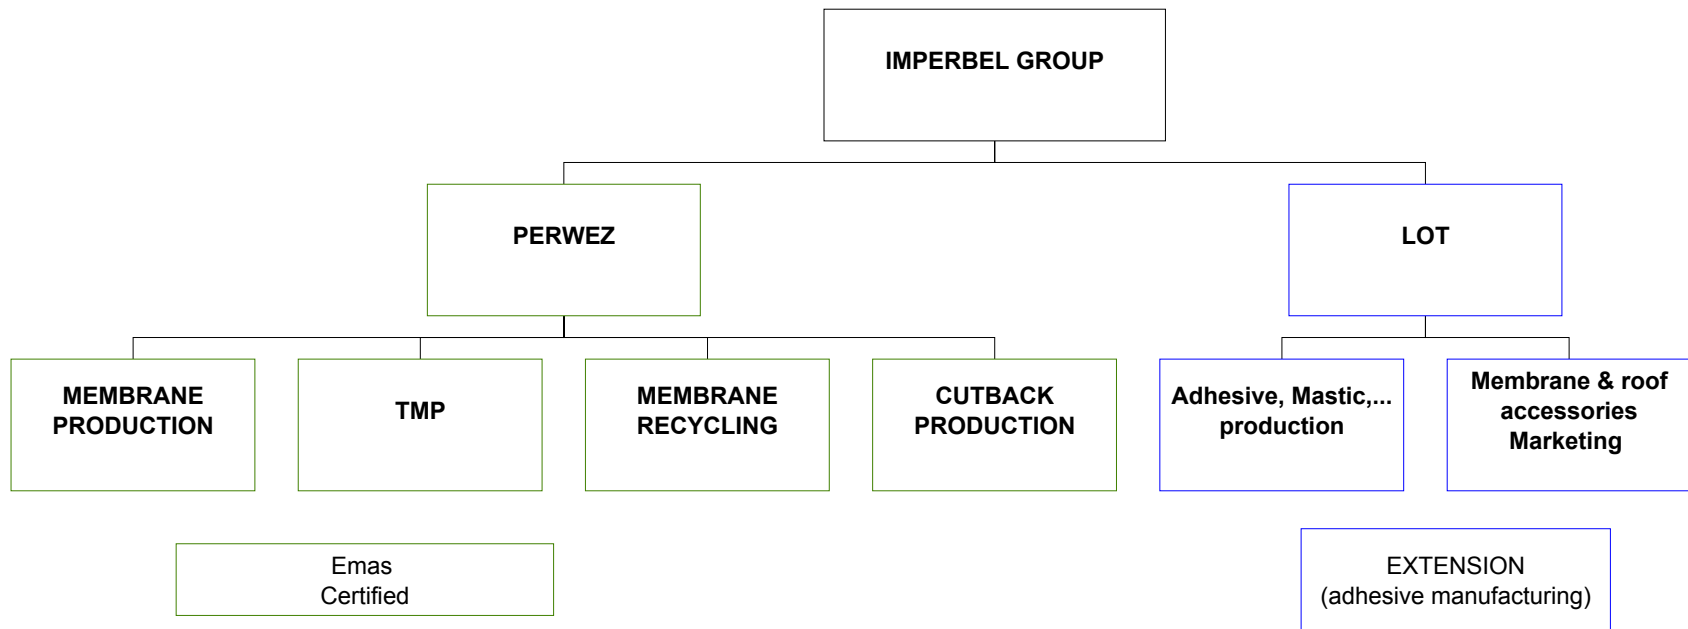 IMPERBEL GROUP
PERWEZ
LOT
MEMBRANE
PRODUCTION
TMP
MEMBRANE
RECYCLING
CUTBACK
PRODUCTION
Adhesive, Mastic,...
production
Membrane & roof
accessories
Marketing
Emas
Certified
EXTENSION
(adhesive manufacturing)